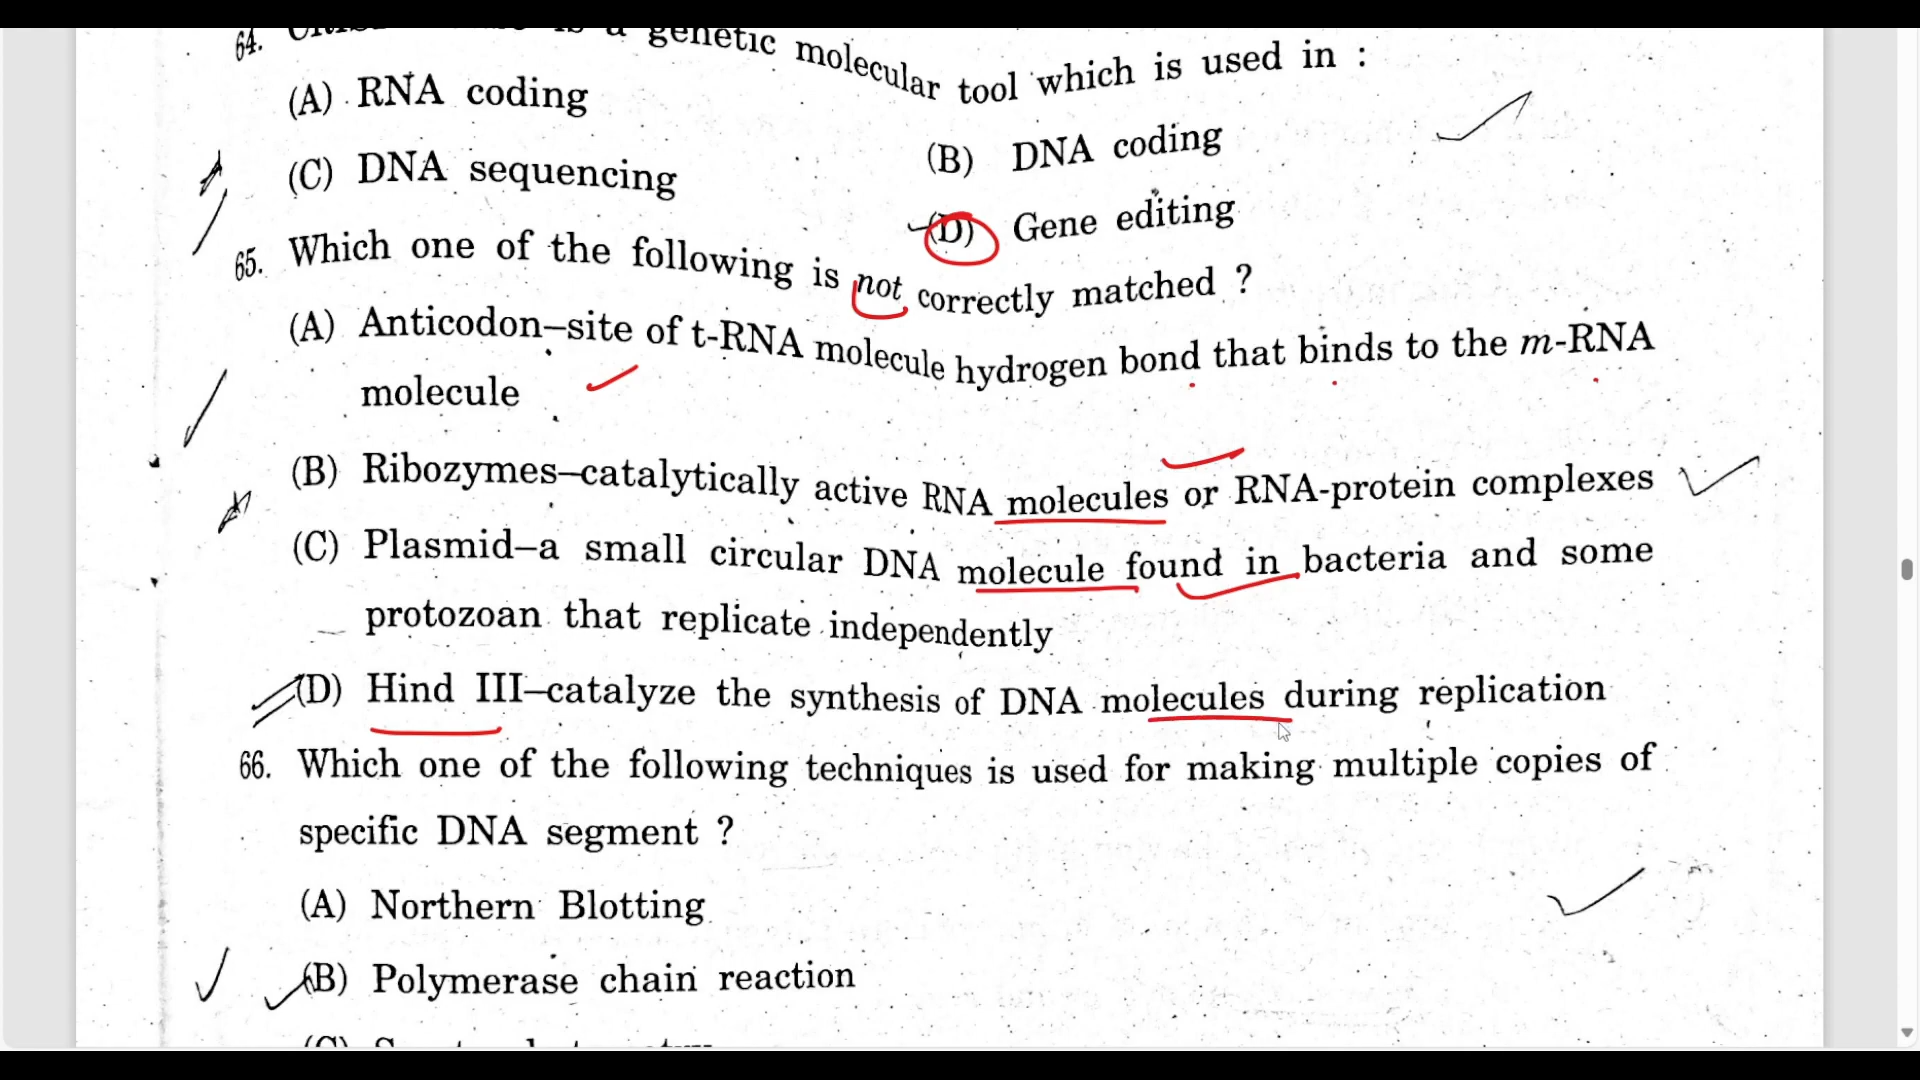 64. is a genetic molecular tool which is used in :
(A) RNA coding
(B) DNA coding
(C) DNA sequencing
(D) Gene editing
65. Which one of the following is not correctly matched ?
(A) Anticodon–site of t-RNA molecule hydrogen bond that binds to the m-RNA
molecule
(B) Ribozymes–catalytically active RNA molecules or RNA-protein complexes
(C) Plasmid–a small circular DNA molecule found in bacteria and some
protozoan that replicate independently
(D) Hind III–catalyze the synthesis of DNA molecules during replication
66. Which one of the following techniques is used for making multiple copies of
specific DNA segment ?
(A) Northern Blotting
(B) Polymerase chain reaction
(C)